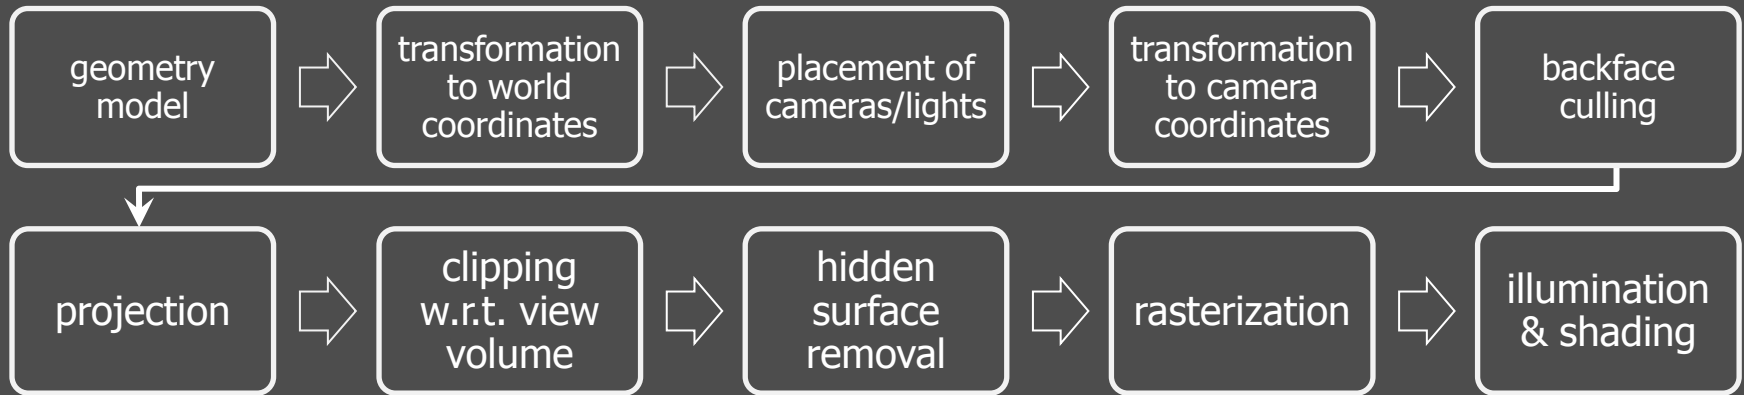 geometry
model
transformation
to world
coordinates
placement of
cameras/lights
transformation
to camera
coordinates
backface
culling
projection
clipping
w.r.t. view
volume
hidden
surface
removal
rasterization
illumination
& shading